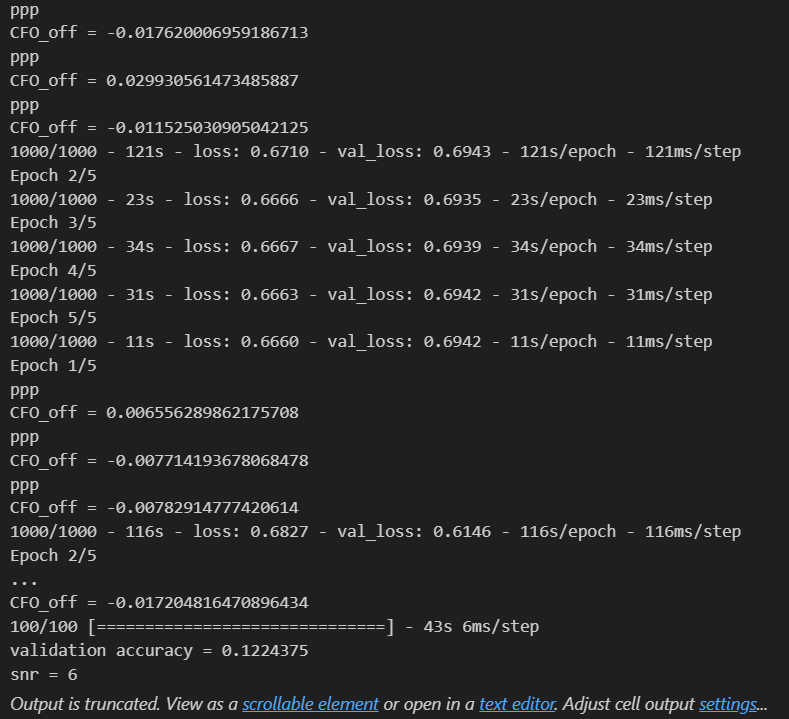 ppp
CFO_off = -0.017620006959186713
ppp
CFO_off = 0.029930561473485887
ppp
CFO_off = -0.011525030905042125
1000/1000 - 121s - loss: 0.6710 - val_loss: 0.6943 - 121s/epoch - 121ms/step
Epoch 2/5
1000/1000 - 23s - loss: 0.6666 - val_loss: 0.6935 - 23s/epoch - 23ms/step
Epoch 3/5
1000/1000 - 34s - loss: 0.6667 - val_loss: 0.6939 - 34s/epoch - 34ms/step
Epoch 4/5
1000/1000 - 31s - loss: 0.6663 - val_loss: 0.6942 - 31s/epoch - 31ms/step
Epoch 5/5
1000/1000 - 11s - loss: 0.6660 - val_loss: 0.6942 - 11s/epoch - 11ms/step
Epoch 1/5
ppp
CFO_off = 0.006556289862175708
ppp
CFO_off = -0.007714193678068478
ppp
CFO_off = -0.00782914777420614
1000/1000 - 116s - loss: 0.6827 - val_loss: 0.6146 - 116s/epoch - 116ms/step
Epoch 2/5
...
CFO_off = -0.017204816470896434
100/100 [==============================] - 43s 6ms/step
validation accuracy = 0.1224375
snr = 6
Output is truncated. View as a scrollable element or open in a text editor. Adjust cell output settings...